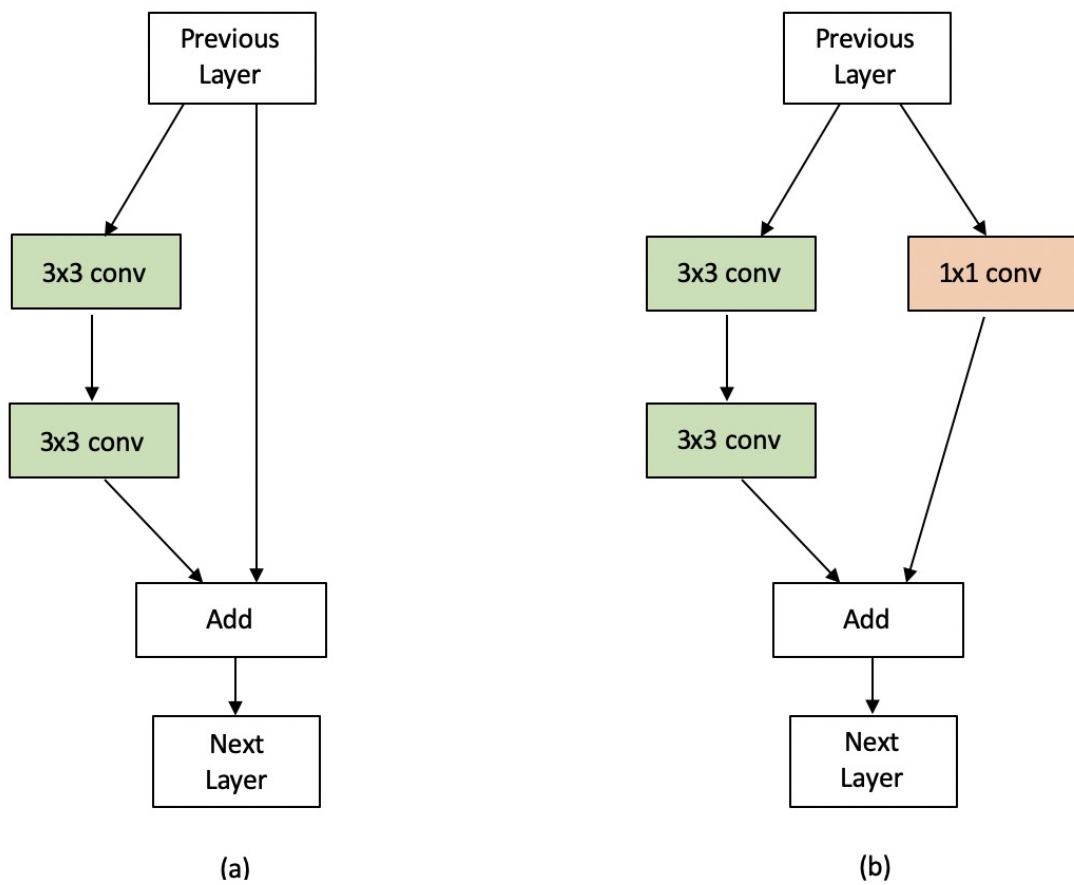 Previous
Layer
3x3 conv
3x3 conv
Add
Next
Layer
(a)
Previous
Layer
3x3 conv
1x1 conv
3x3 conv
Add
Next
Layer
(b)